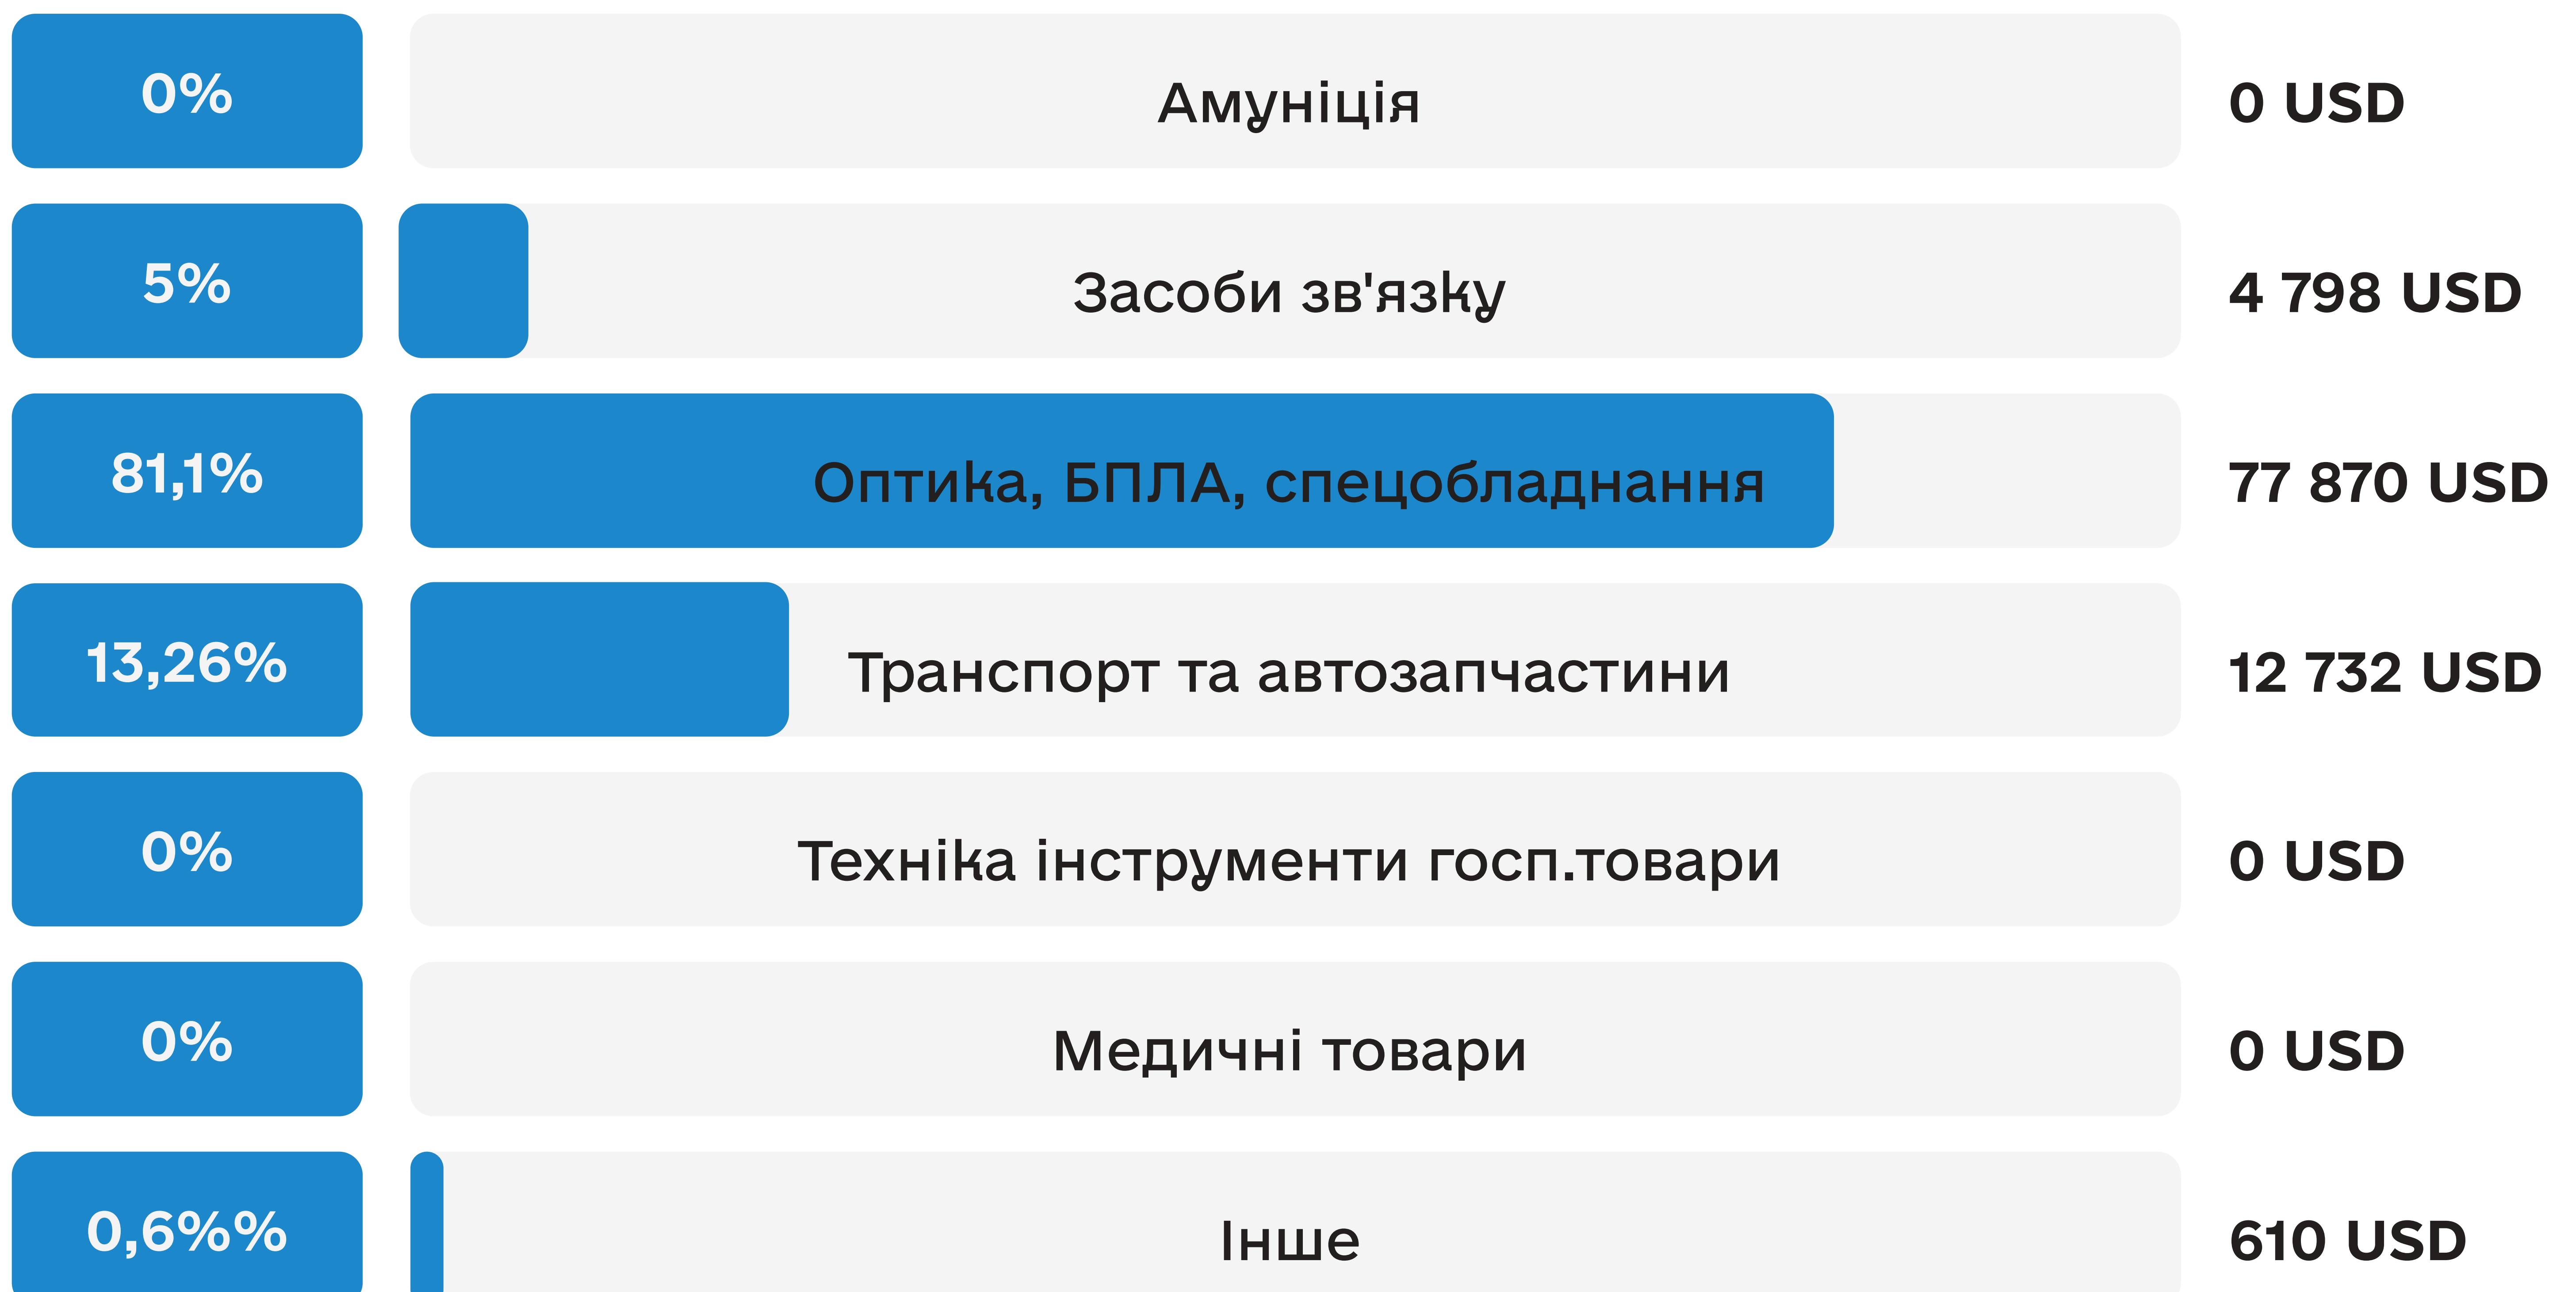 0% Амуніція 0 USD
5% Засоби зв'язку 4 798 USD
81,1% Оптика, БПЛА, спецобладнання 77 870 USD
13,26% Транспорт та автозапчастини 12 732 USD
0% Техніка інструменти госп.товари 0 USD
0% Медичні товари 0 USD
0,6%% Інше 610 USD